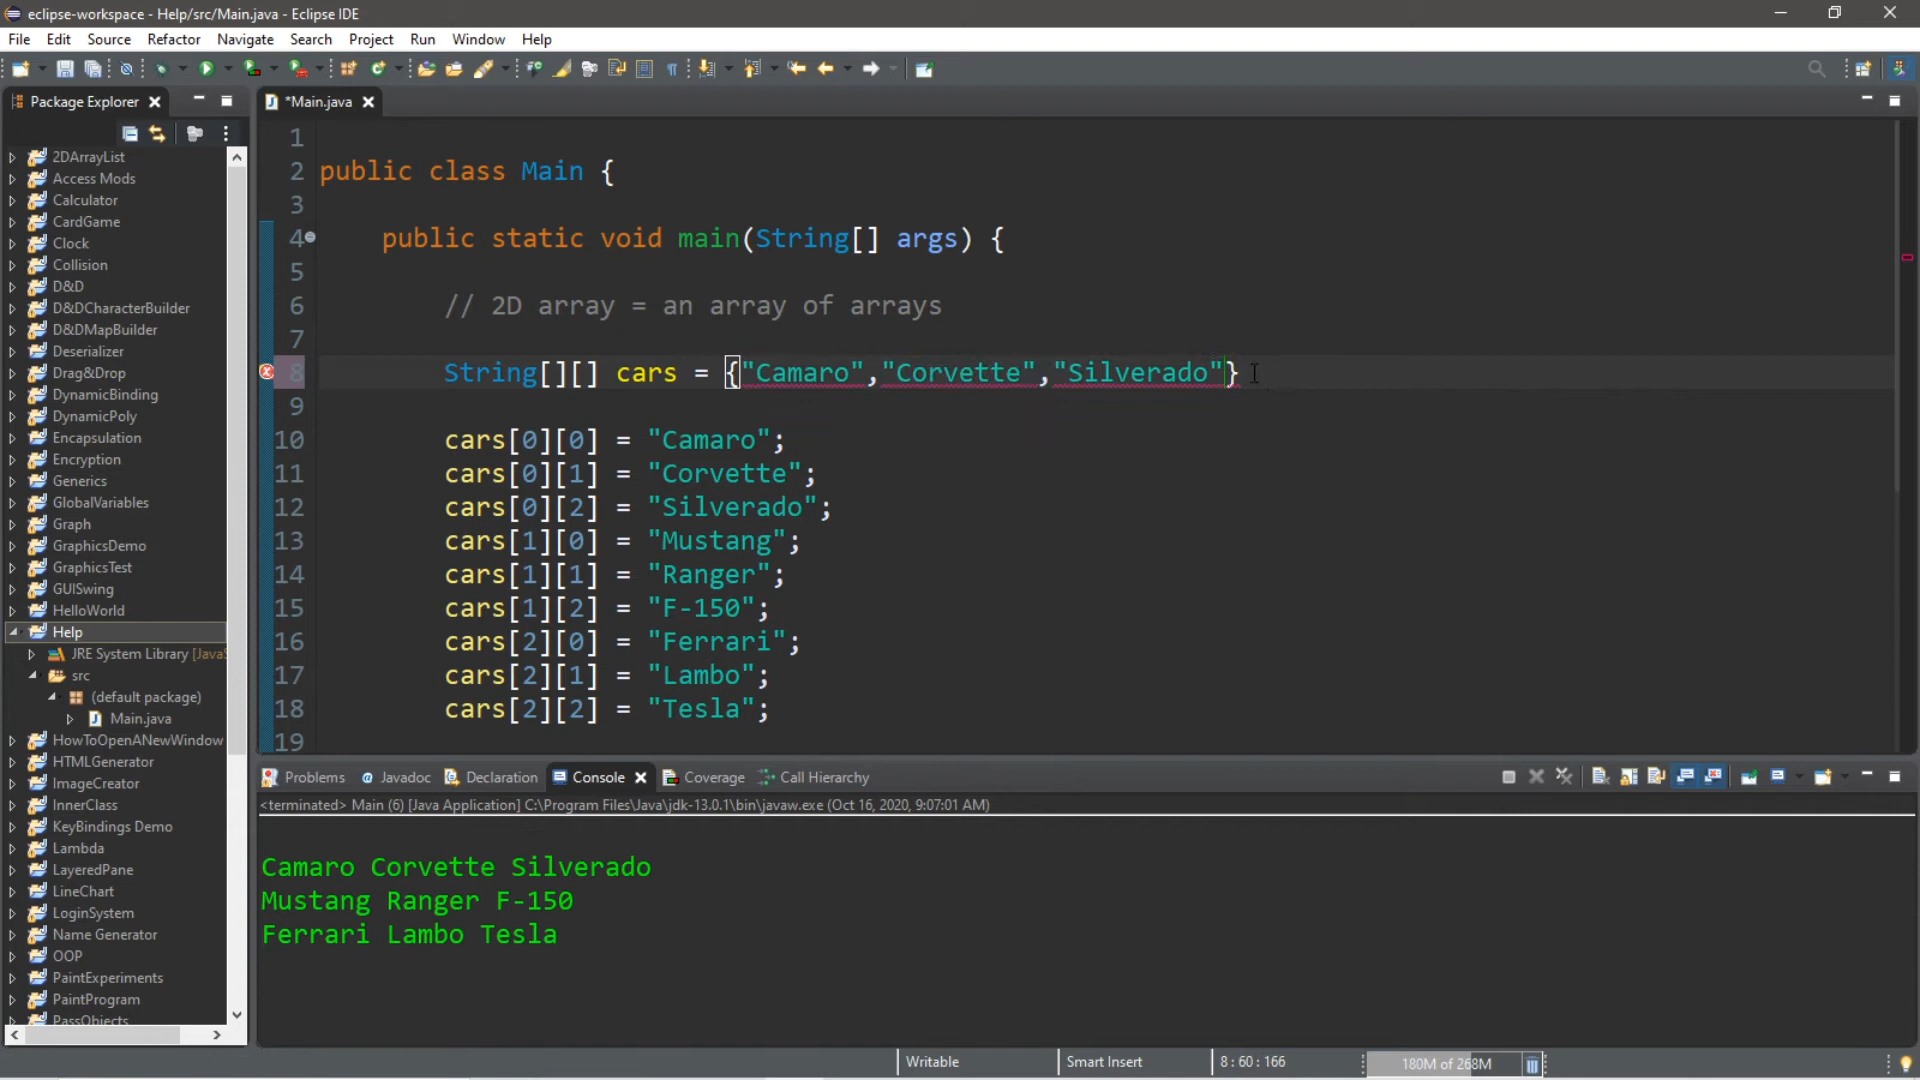 eclipse-workspace - Help/src/Main.java - Eclipse IDE
File Edit Source Refactor Navigate Search Project Run Window Help
Package Explorer
*Main.java
2DArrayList
Access Mods
Calculator
CardGame
Clock
Collision
D&D
D&DCharacterBuilder
D&DMapBuilder
Deserializer
Drag&Drop
DynamicBinding
DynamicPoly
Encapsulation
Encryption
Generics
GlobalVariables
Graph
GraphicsDemo
GraphicsTest
GUISwing
HelloWorld
Help
JRE System Library [JavaS
src
(default package)
Main.java
HowToOpenANewWindow
HTMLGenerator
ImageCreator
InnerClass
KeyBindings Demo
Lambda
LayeredPane
LineChart
LoginSystem
Name Generator
OOP
PaintExperiments
PaintProgram
PassObjects
1
2 public class Main {
3
4 public static void main(String[] args) {
5
6 // 2D array = an array of arrays
7
8 String[][] cars = {"Camaro","Corvette","Silverado"}
9
10 cars[0][0] = "Camaro";
11 cars[0][1] = "Corvette";
12 cars[0][2] = "Silverado";
13 cars[1][0] = "Mustang";
14 cars[1][1] = "Ranger";
15 cars[1][2] = "F-150";
16 cars[2][0] = "Ferrari";
17 cars[2][1] = "Lambo";
18 cars[2][2] = "Tesla";
19
Problems Javadoc Declaration Console Coverage Call Hierarchy
<terminated> Main (6) [Java Application] C:\Program Files\Java\jdk-13.0.1\bin\javaw.exe (Oct 16, 2020, 9:07:01 AM)
Camaro Corvette Silverado
Mustang Ranger F-150
Ferrari Lambo Tesla
Writable Smart Insert 8 : 60 : 166 180M of 268M